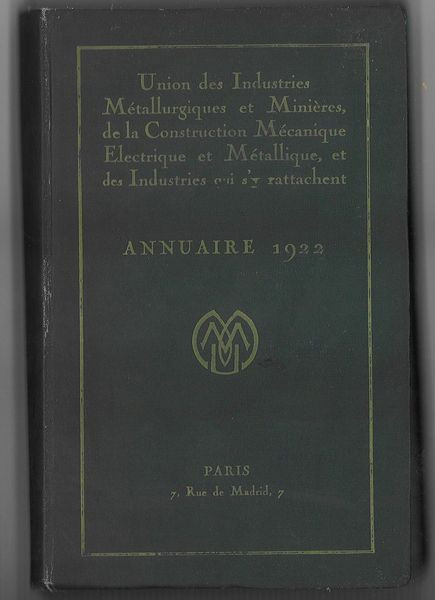 Union des Industries
Métallurgiques et Minières,
de la Construction Mécanique
Electrique et Métallique, et
des Industries qui s'y rattachent
ANNUAIRE 1922
PARIS
7, Rue de Madrid, 7